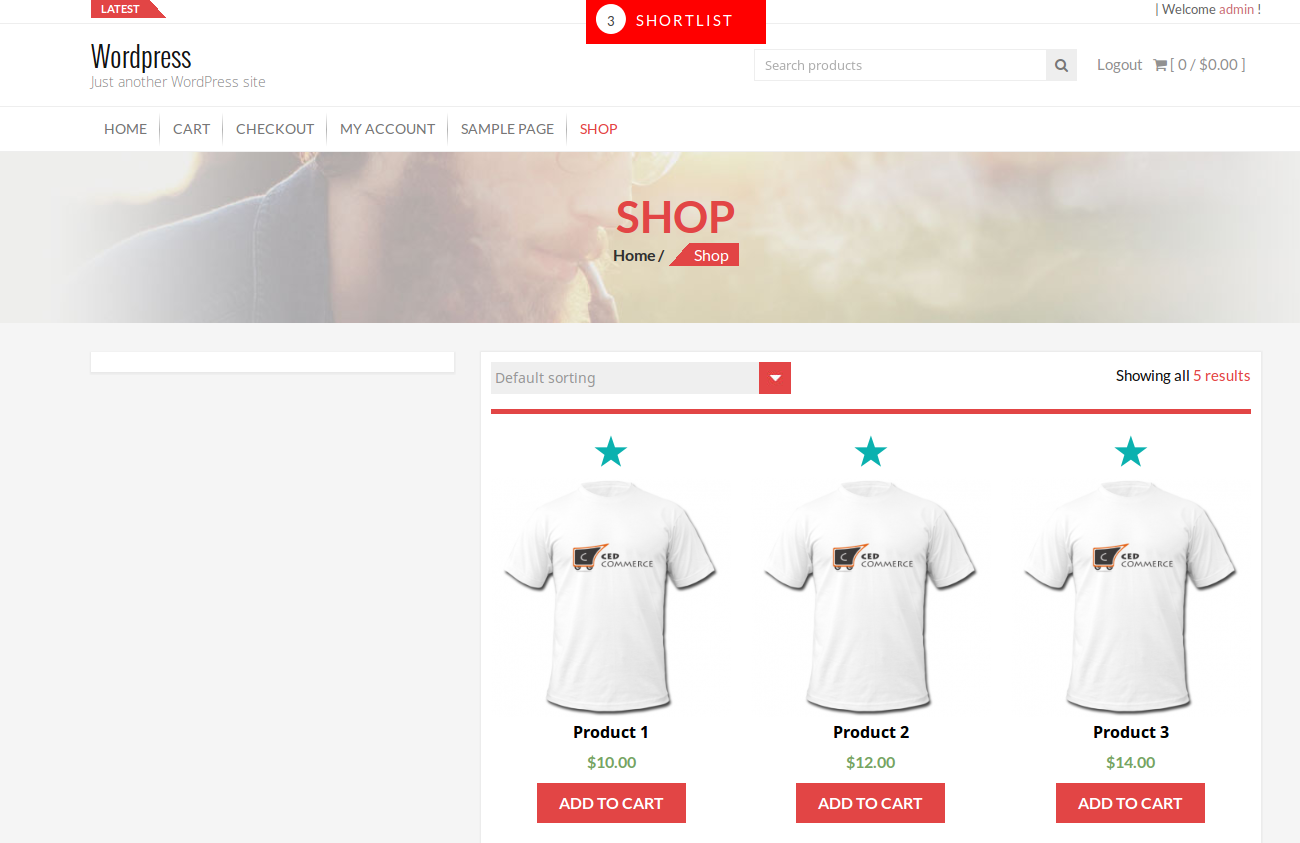 LATEST
3 SHORTLIST
| Welcome admin !
Wordpress
Just another WordPress site
Search products
Logout [ 0 / $0.00 ]
HOME CART CHECKOUT MY ACCOUNT SAMPLE PAGE SHOP
SHOP
Home / Shop
Default sorting
Showing all 5 results
C CED COMMERCE
C CED COMMERCE
C CED COMMERCE
Product 1 Product 2 Product 3
$10.00 $12.00 $14.00
ADD TO CART ADD TO CART ADD TO CART